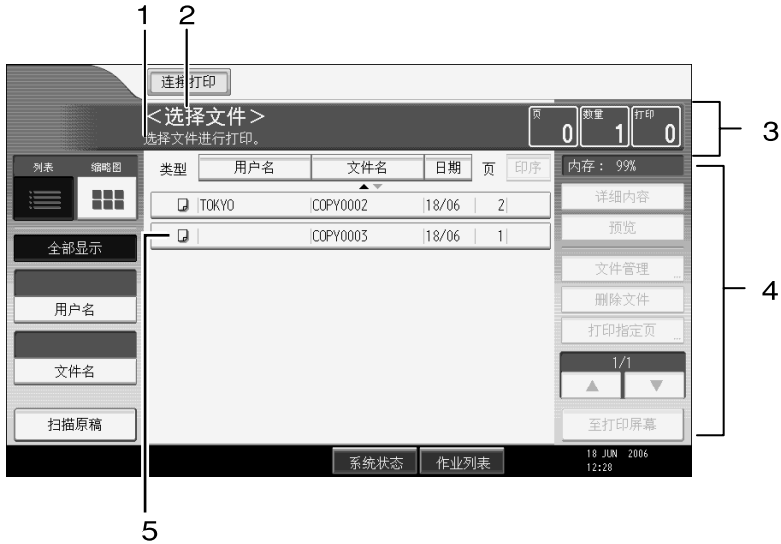 1 2
连接打印
<选择文件>
选择文件进行打印。
页 0 数量 1 打印 0
3
列表 缩略图
类型 用户名 文件名 日期 页 印序
内存: 99%
TOKYO COPY0002 18/06 2
详细内容
COPY0003 18/06 1
预览
全部显示
文件管理
4
用户名
删除文件
打印指定页
文件名
1/1
扫描原稿
至打印屏幕
系统状态 作业列表
18 JUN 2006
12:28
5